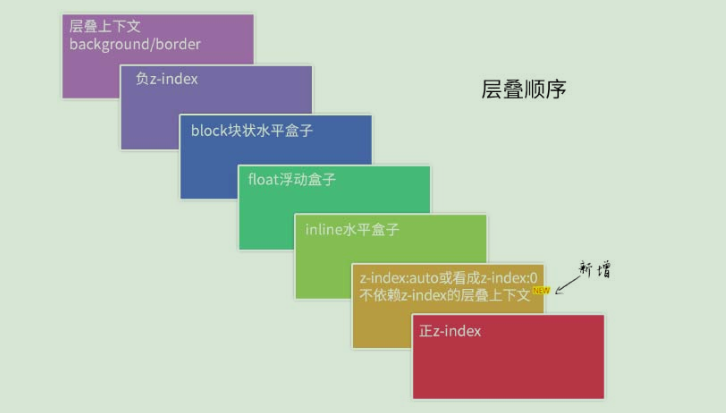 层叠上下文
background/border
负z-index
层叠顺序
block块状水平盒子
float浮动盒子
inline水平盒子
z-index:auto或看成z-index:0
不依赖z-index的层叠上下文
NEW
新增
正z-index